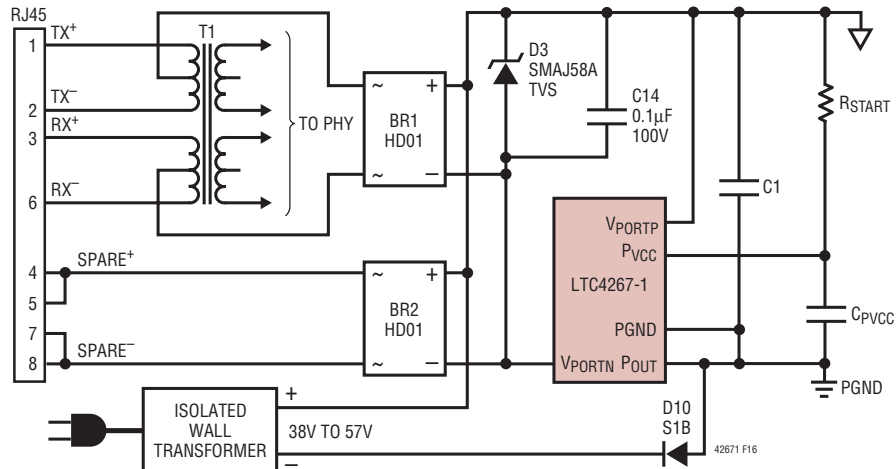 RJ45
1 TX+
2 TX−
3 RX+
6 RX−
4 SPARE+
5
7
8 SPARE−
T1
TO PHY
~ +
BR1
HD01
~ −
~ +
BR2
HD01
~ −
D3
SMAJ58A
TVS
C14
0.1µF
100V
RSTART
C1
VPORTP
PVCC
LTC4267-1
PGND
VPORTN POUT
CPVCC
PGND
ISOLATED
WALL
TRANSFORMER
+
38V TO 57V
−
D10
S1B
42671 F16